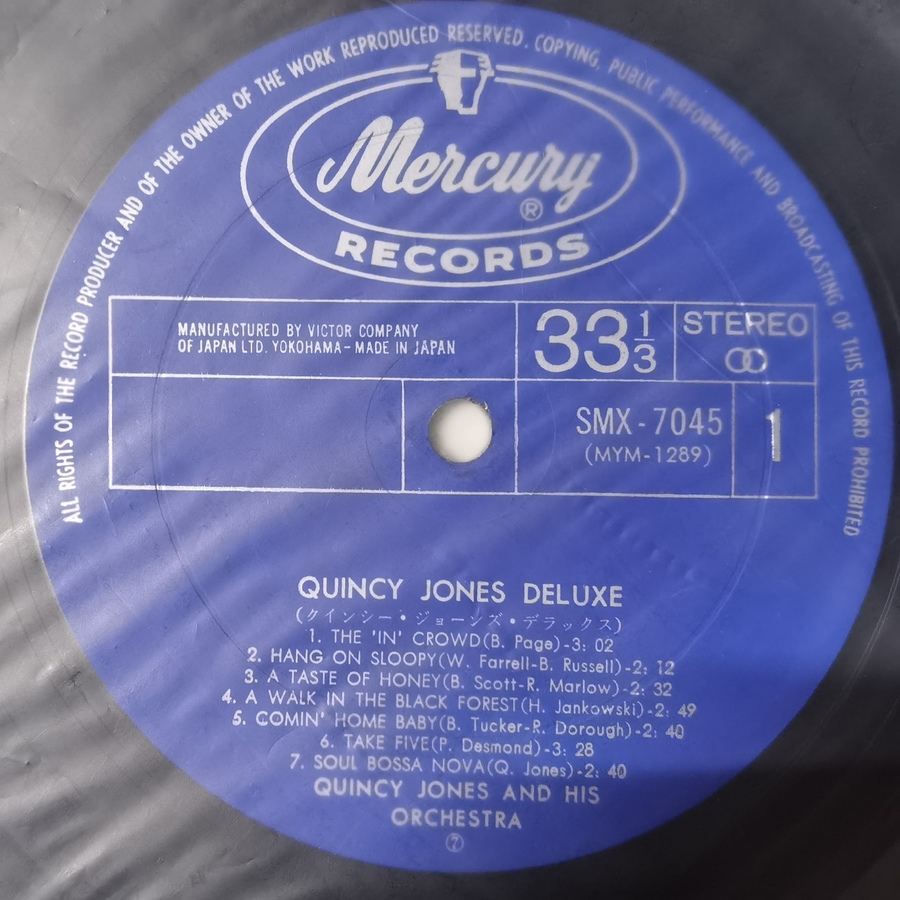 ALL RIGHTS OF THE RECORD PRODUCER AND OF THE OWNER OF THE WORK REPRODUCED RESERVED. COPYING, PUBLIC PERFORMANCE AND BROADCASTING OF THIS RECORD PROHIBITED
Mercury
®
RECORDS
MANUFACTURED BY VICTOR COMPANY
OF JAPAN LTD. YOKOHAMA-MADE IN JAPAN
33 1/3
STEREO
SMX-7045
(MYM-1289)
1
QUINCY JONES DELUXE
(クインシー・ジョーンズ・デラックス)
1. THE 'IN' CROWD(B. Page)-3: 02
2. HANG ON SLOOPY(W. Farrell-B. Russell)-2: 12
3. A TASTE OF HONEY(B. Scott-R. Marlow)-2: 32
4. A WALK IN THE BLACK FOREST(H. Jankowski)-2: 49
5. COMIN' HOME BABY(B. Tucker-R. Dorough)-2: 40
6. TAKE FIVE(P. Desmond)-3: 28
7. SOUL BOSSA NOVA(Q. Jones)-2: 40
QUINCY JONES AND HIS
ORCHESTRA